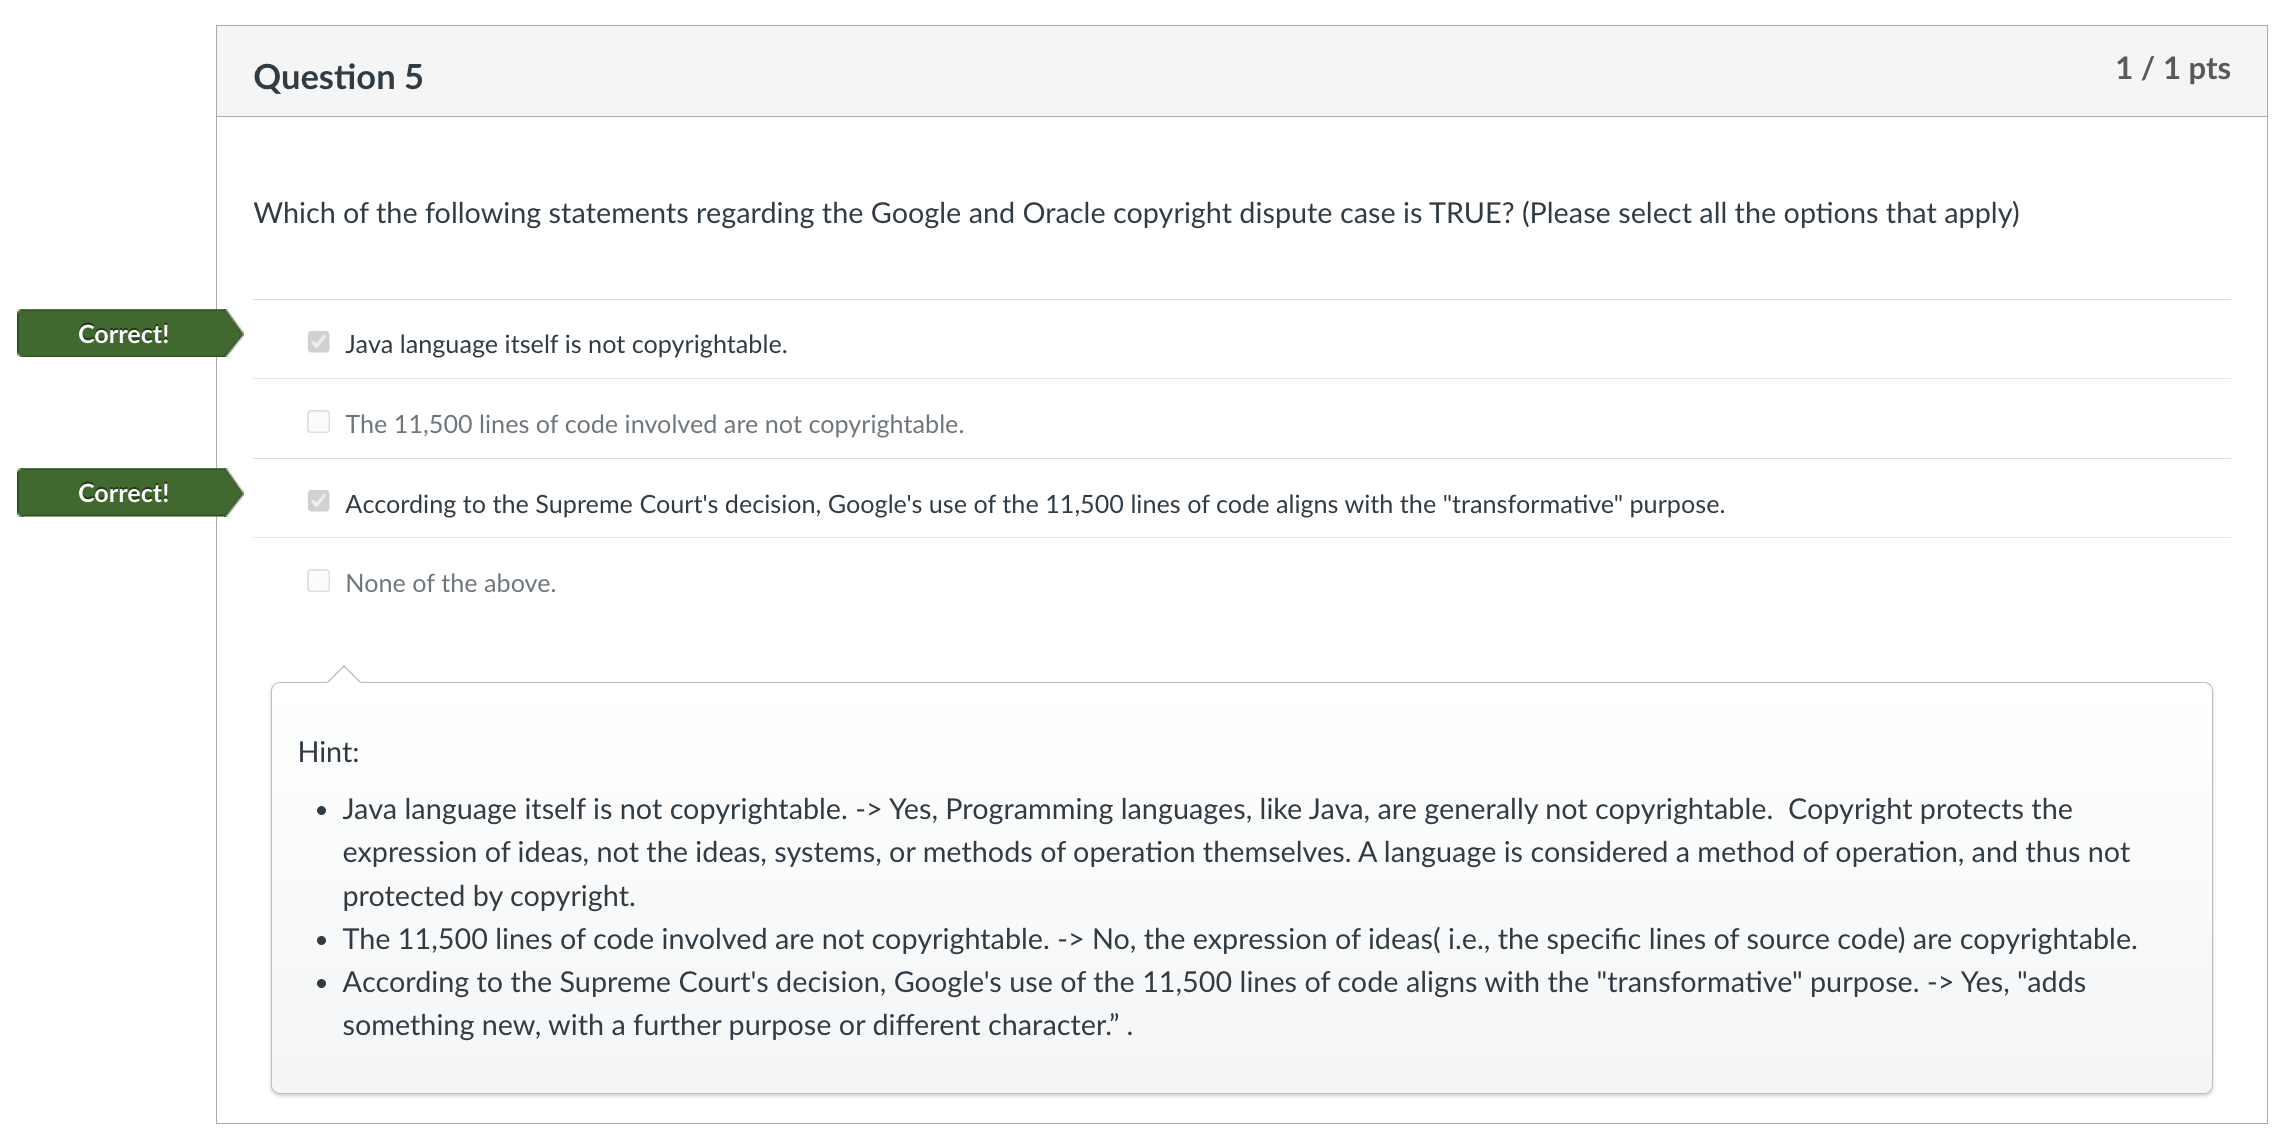 Question 5
1 / 1 pts
Which of the following statements regarding the Google and Oracle copyright dispute case is TRUE? (Please select all the options that apply)
Correct!
Java language itself is not copyrightable.
The 11,500 lines of code involved are not copyrightable.
Correct!
According to the Supreme Court's decision, Google's use of the 11,500 lines of code aligns with the "transformative" purpose.
None of the above.
Hint:
• Java language itself is not copyrightable. -> Yes, Programming languages, like Java, are generally not copyrightable.  Copyright protects the
expression of ideas, not the ideas, systems, or methods of operation themselves. A language is considered a method of operation, and thus not
protected by copyright.
• The 11,500 lines of code involved are not copyrightable. -> No, the expression of ideas( i.e., the specific lines of source code) are copyrightable.
• According to the Supreme Court's decision, Google's use of the 11,500 lines of code aligns with the "transformative" purpose. -> Yes, "adds
something new, with a further purpose or different character.” .